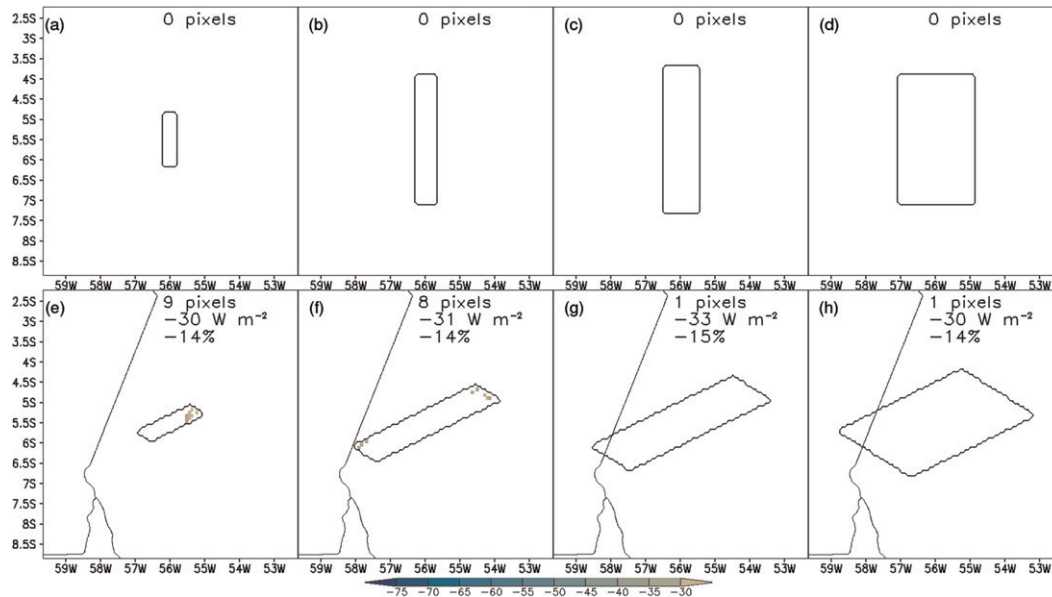 (a) 0 pixels (b) 0 pixels (c) 0 pixels (d) 0 pixels
2.5S
3S
3.5S
4S
4.5S
5S
5.5S
6S
6.5S
7S
7.5S
8S
8.5S
59W 58W 57W 56W 55W 54W 53W 59W 58W 57W 56W 55W 54W 53W 59W 58W 57W 56W 55W 54W 53W 59W 58W 57W 56W 55W 54W 53W
(e) 9 pixels (f) 8 pixels (g) 1 pixels (h) 1 pixels
−30 W m⁻² −31 W m⁻² −33 W m⁻² −30 W m⁻²
−14% −14% −15% −14%
2.5S
3S
3.5S
4S
4.5S
5S
5.5S
6S
6.5S
7S
7.5S
8S
8.5S
59W 58W 57W 56W 55W 54W 53W 59W 58W 57W 56W 55W 54W 53W 59W 58W 57W 56W 55W 54W 53W 59W 58W 57W 56W 55W 54W 53W
−75 −70 −65 −60 −55 −50 −45 −40 −35 −30